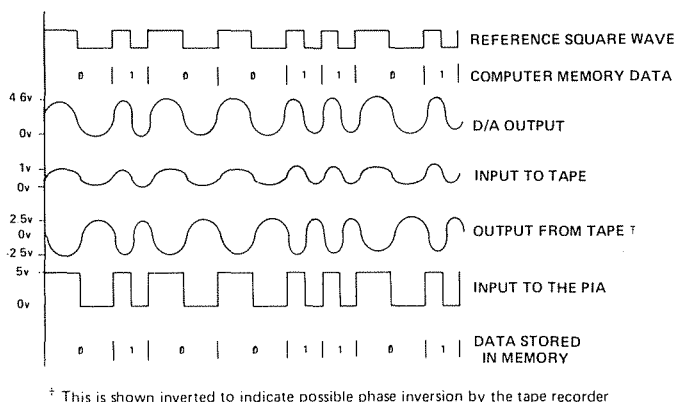 REFERENCE SQUARE WAVE
0 | 1 | 0 | 0 | 1 | 1 | 0 | 1 | COMPUTER MEMORY DATA
4 6v
0v
D/A OUTPUT
1v
0v
INPUT TO TAPE
2 5v
0v
-2 5v
OUTPUT FROM TAPE †
5v
0v
INPUT TO THE PIA
0 | 1 | 0 | 0 | 1 | 1 | 0 | 1 | DATA STORED
IN MEMORY
† This is shown inverted to indicate possible phase inversion by the tape recorder